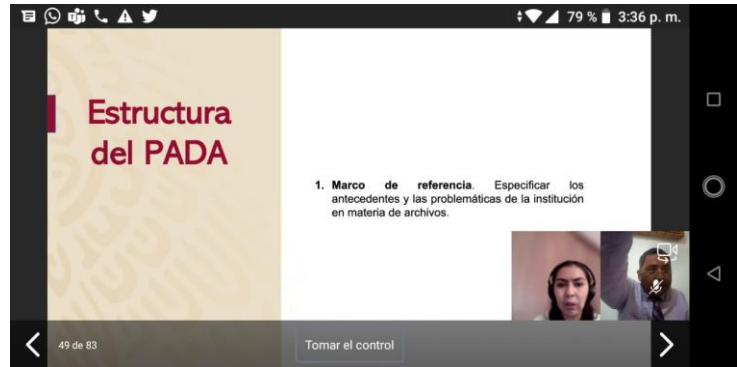 79 % 3:36 p. m.
Estructura
del PADA
1. Marco de referencia. Especificar los
antecedentes y las problemáticas de la institución
en materia de archivos.
49 de 83
Tomar el control